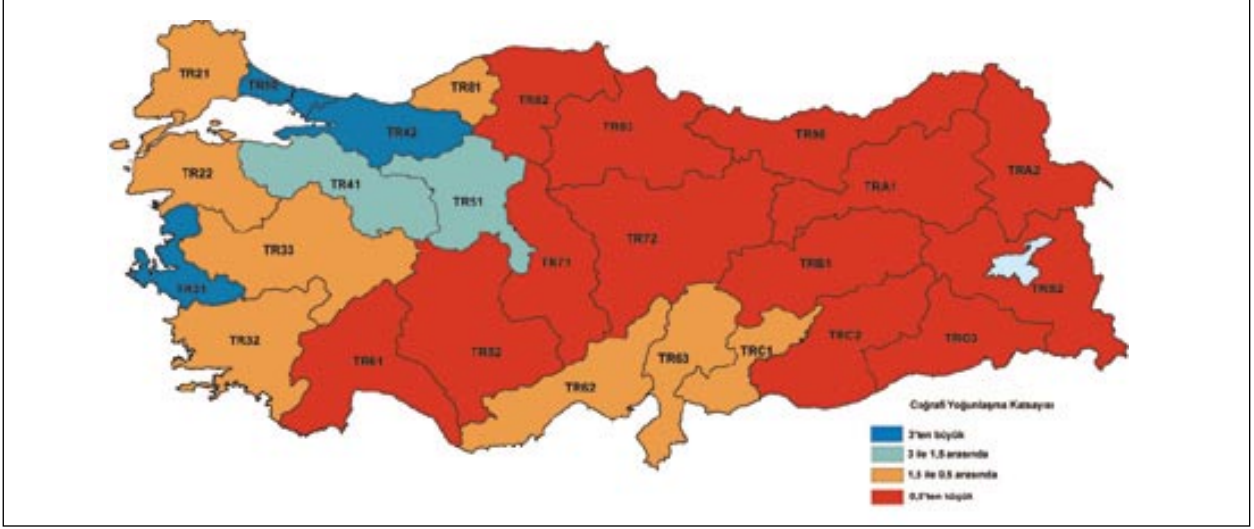 TR21
TR10
TR81
TR82
TR83
TR42
TR90
TRA2
TR22
TR41
TR51
TRA1
TR72
TR33
TR71
TRB1
TRB2
TR31
TR32
TR61
TR52
TR63
TRC1
TRC2
TRC3
TR62
Coğrafi Yoğunlaşma Katsayısı
3'ten büyük
3 ile 1,5 arasında
1,5 ile 0,5 arasında
0,5'ten küçük